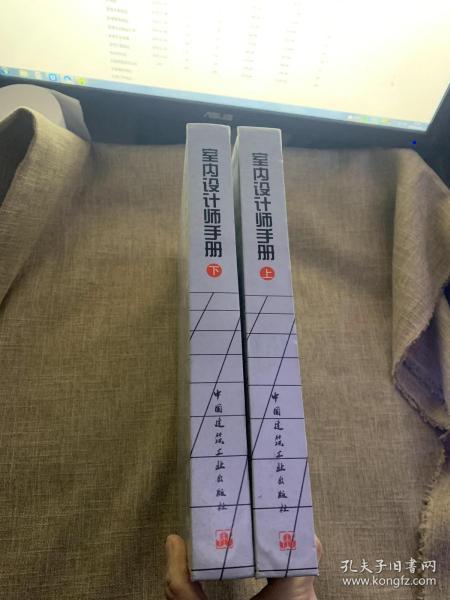 ASUS
室内设计师手册
下
中国建筑工业出版社
室内设计师手册
上
中国建筑工业出版社
孔夫子旧书网
www.kongfz.com